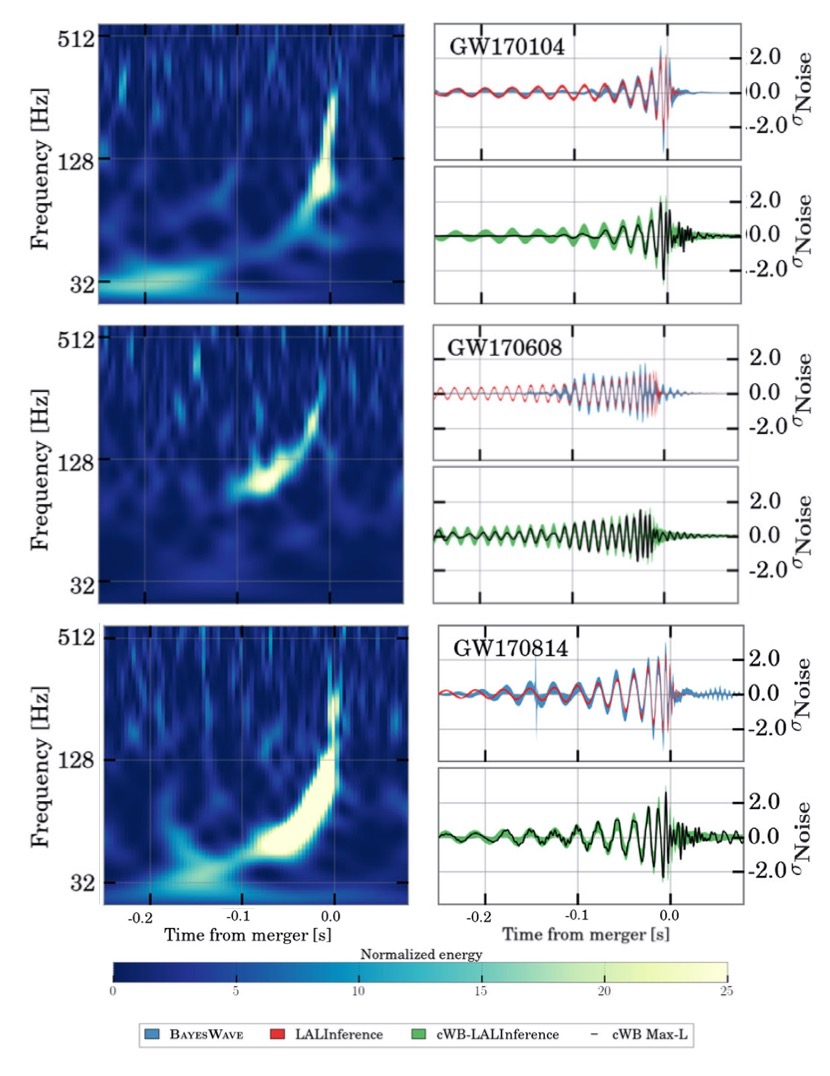 512
128
32
Frequency [Hz]
GW170104
2.0
0.0
-2.0
σNoise
2.0
0.0
-2.0
σNoise
512
128
32
Frequency [Hz]
GW170608
2.0
0.0
-2.0
σNoise
2.0
0.0
-2.0
σNoise
512
128
32
Frequency [Hz]
GW170814
2.0
0.0
-2.0
σNoise
2.0
0.0
-2.0
σNoise
-0.2 -0.1 0.0
Time from merger [s]
-0.2 -0.1 0.0
Time from merger [s]
Normalized energy
0 5 10 15 20 25
BAYESWAVE LALInference cWB-LALInference cWB Max-L